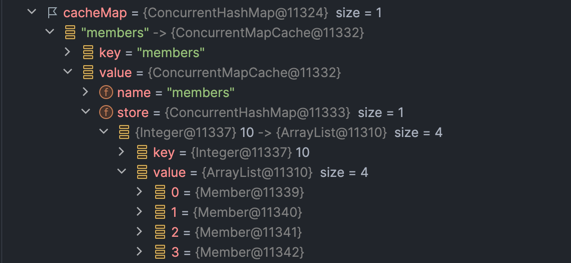 cacheMap = {ConcurrentHashMap@11324} size = 1
"members" -> {ConcurrentMapCache@11332}
key = "members"
value = {ConcurrentMapCache@11332}
f name = "members"
f store = {ConcurrentHashMap@11333} size = 1
{Integer@11337} 10 -> {ArrayList@11310} size = 4
key = {Integer@11337} 10
value = {ArrayList@11310} size = 4
0 = {Member@11339}
1 = {Member@11340}
2 = {Member@11341}
3 = {Member@11342}